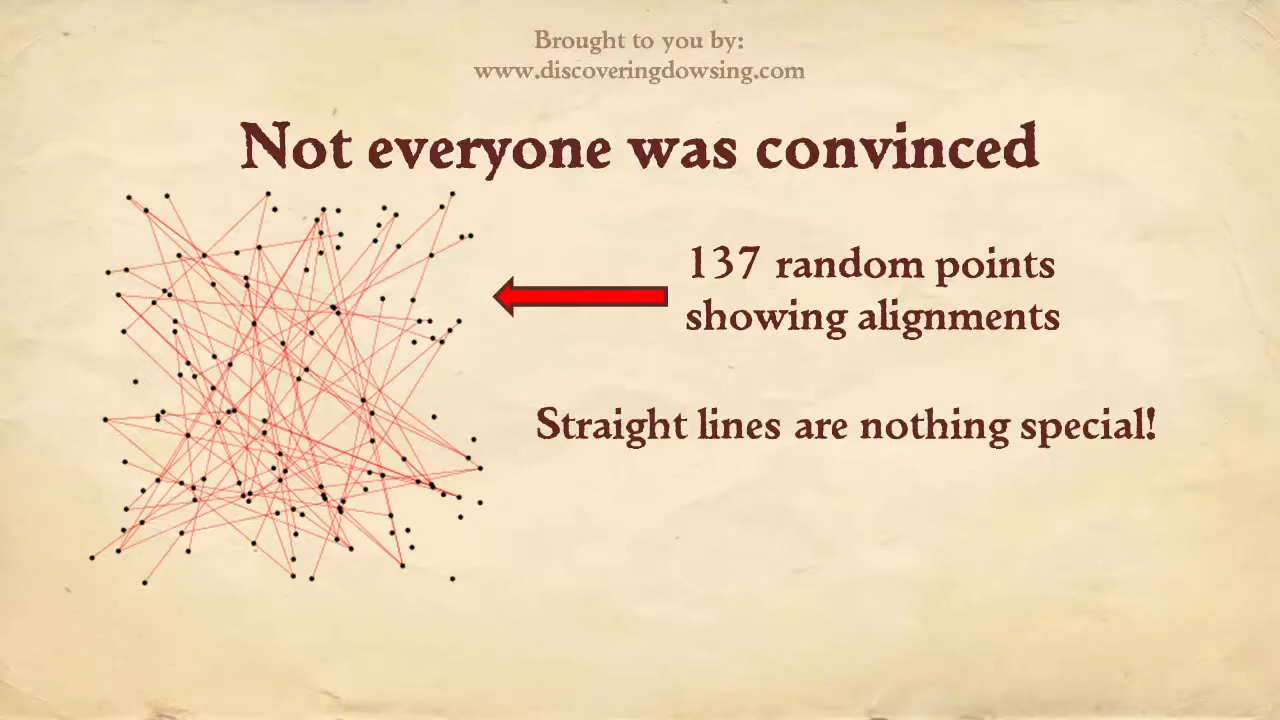 Brought to you by:
www.discoveringdowsing.com
Not everyone was convinced
137 random points
showing alignments
Straight lines are nothing special!